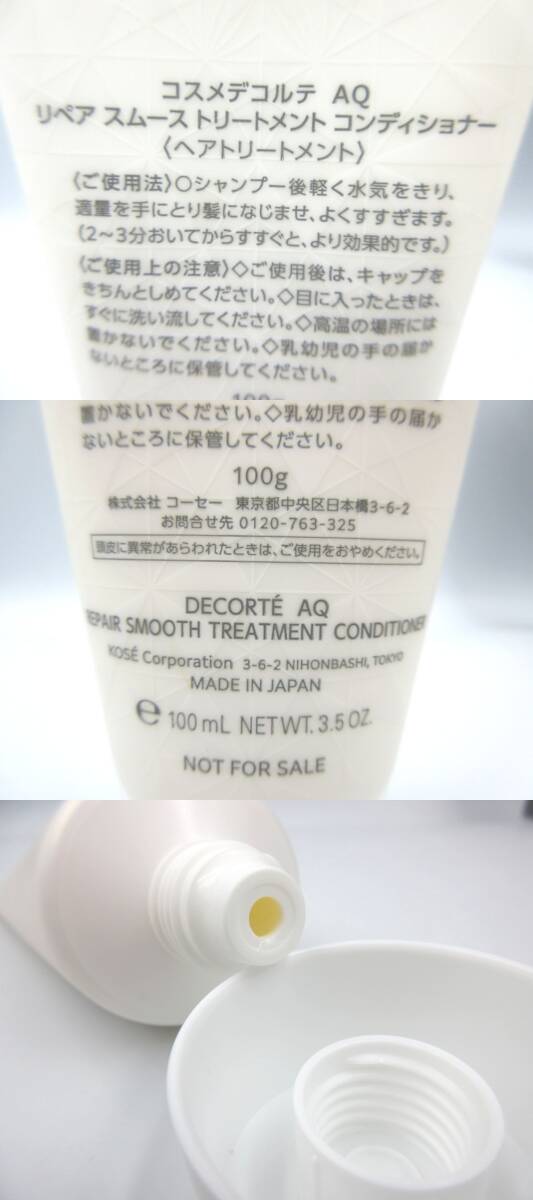 コスメデコルテ AQ
リペア スムース トリートメント コンディショナー
〈ヘアトリートメント〉
〈ご使用法〉○シャンプー後軽く水気をきり、
適量を手にとり髪になじませ、よくすすぎます。
（2～3分おいてからすすぐと、より効果的です。）
〈ご使用上の注意〉◇ご使用後は、キャップを
きちんとしめてください。◇目に入ったときは、
すぐに洗い流してください。◇高温の場所には
置かないでください。◇乳幼児の手の届か
ないところに保管してください。
100g
置かないでください。◇乳幼児の手の届か
ないところに保管してください。
100g
株式会社 コーセー 東京都中央区日本橋3-6-2
お問合せ先 0120-763-325
頭皮に異常があらわれたときは、ご使用をおやめください。
DECORTÉ AQ
REPAIR SMOOTH TREATMENT CONDITIONER
KOSÉ Corporation 3-6-2 NIHONBASHI, TOKYO
MADE IN JAPAN
℮ 100 mL NET WT. 3.5 OZ.
NOT FOR SALE